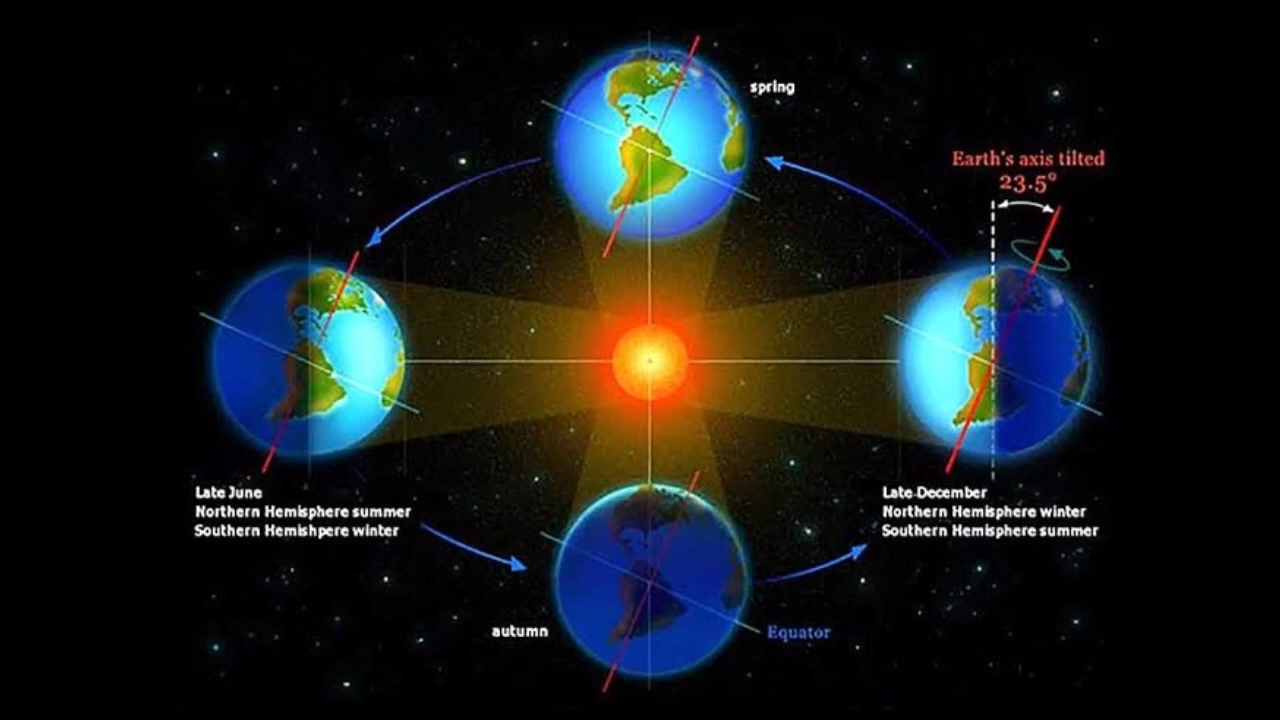 spring
Earth's axis tilted
23.5°
Late June
Northern Hemisphere summer
Southern Hemishpere winter
Late December
Northern Hemisphere winter
Southern Hemisphere summer
autumn
Equator